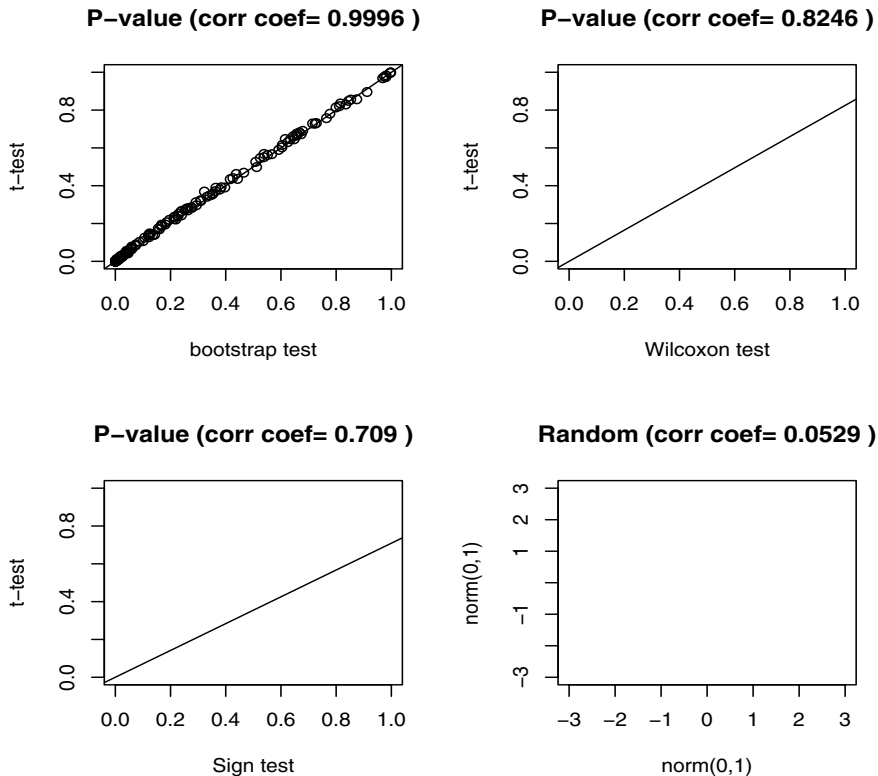 P−value (corr coef= 0.9996 )
t−test
0.8
0.4
0.0
0.0 0.2 0.4 0.6 0.8 1.0
bootstrap test
P−value (corr coef= 0.8246 )
t−test
0.8
0.4
0.0
0.0 0.2 0.4 0.6 0.8 1.0
Wilcoxon test
P−value (corr coef= 0.709 )
t−test
0.8
0.4
0.0
0.0 0.2 0.4 0.6 0.8 1.0
Sign test
Random (corr coef= 0.0529 )
norm(0,1)
3
2
1
−1
−3
−3 −2 −1 0 1 2 3
norm(0,1)